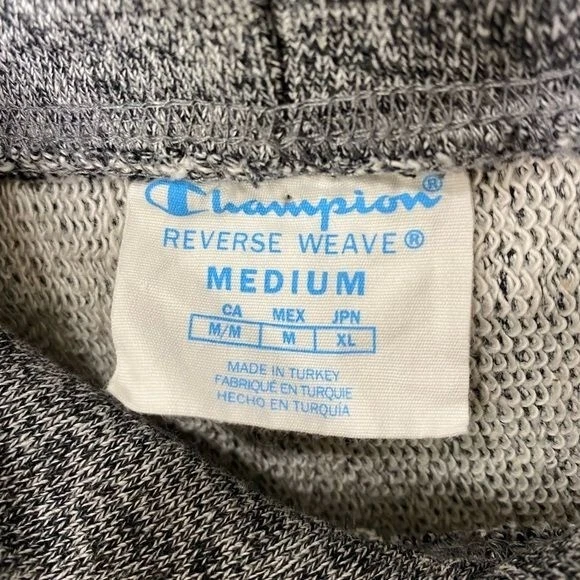 Champion®
REVERSE WEAVE®
MEDIUM
CA MEX JPN
M/M M XL
MADE IN TURKEY
FABRIQUÉ EN TURQUIE
HECHO EN TURQUÍA